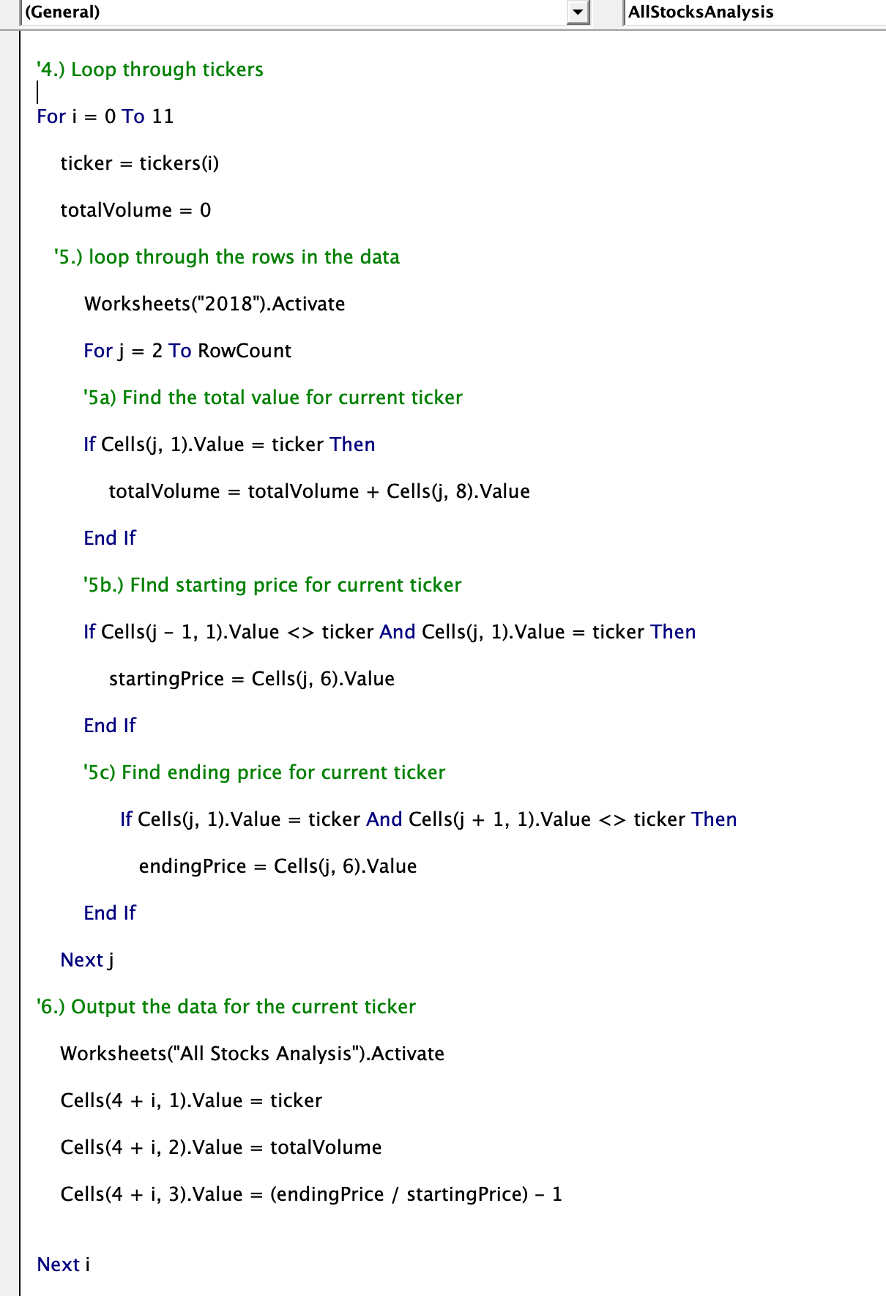 (General)
AllStocksAnalysis
'4.) Loop through tickers
For i = 0 To 11
ticker = tickers(i)
totalVolume = 0
'5.) loop through the rows in the data
Worksheets("2018").Activate
For j = 2 To RowCount
'5a) Find the total value for current ticker
If Cells(j, 1).Value = ticker Then
totalVolume = totalVolume + Cells(j, 8).Value
End If
'5b.) FInd starting price for current ticker
If Cells(j - 1, 1).Value <> ticker And Cells(j, 1).Value = ticker Then
startingPrice = Cells(j, 6).Value
End If
'5c) Find ending price for current ticker
If Cells(j, 1).Value = ticker And Cells(j + 1, 1).Value <> ticker Then
endingPrice = Cells(j, 6).Value
End If
Next j
'6.) Output the data for the current ticker
Worksheets("All Stocks Analysis").Activate
Cells(4 + i, 1).Value = ticker
Cells(4 + i, 2).Value = totalVolume
Cells(4 + i, 3).Value = (endingPrice / startingPrice) - 1
Next i